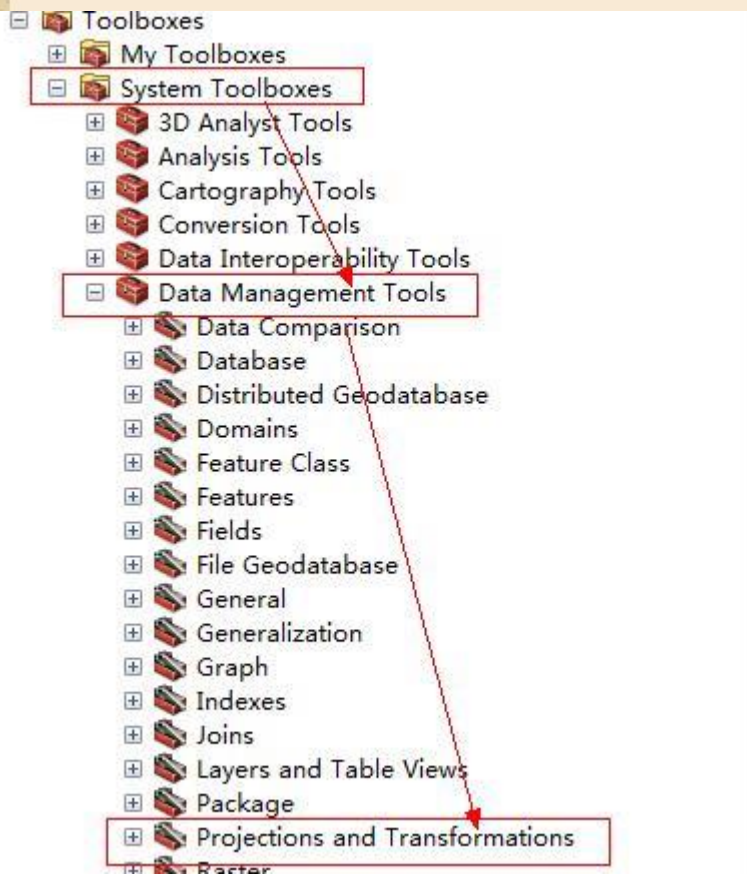 Toolboxes
My Toolboxes
System Toolboxes
3D Analyst Tools
Analysis Tools
Cartography Tools
Conversion Tools
Data Interoperability Tools
Data Management Tools
Data Comparison
Database
Distributed Geodatabase
Domains
Feature Class
Features
Fields
File Geodatabase
General
Generalization
Graph
Indexes
Joins
Layers and Table Views
Package
Projections and Transformations
Raster